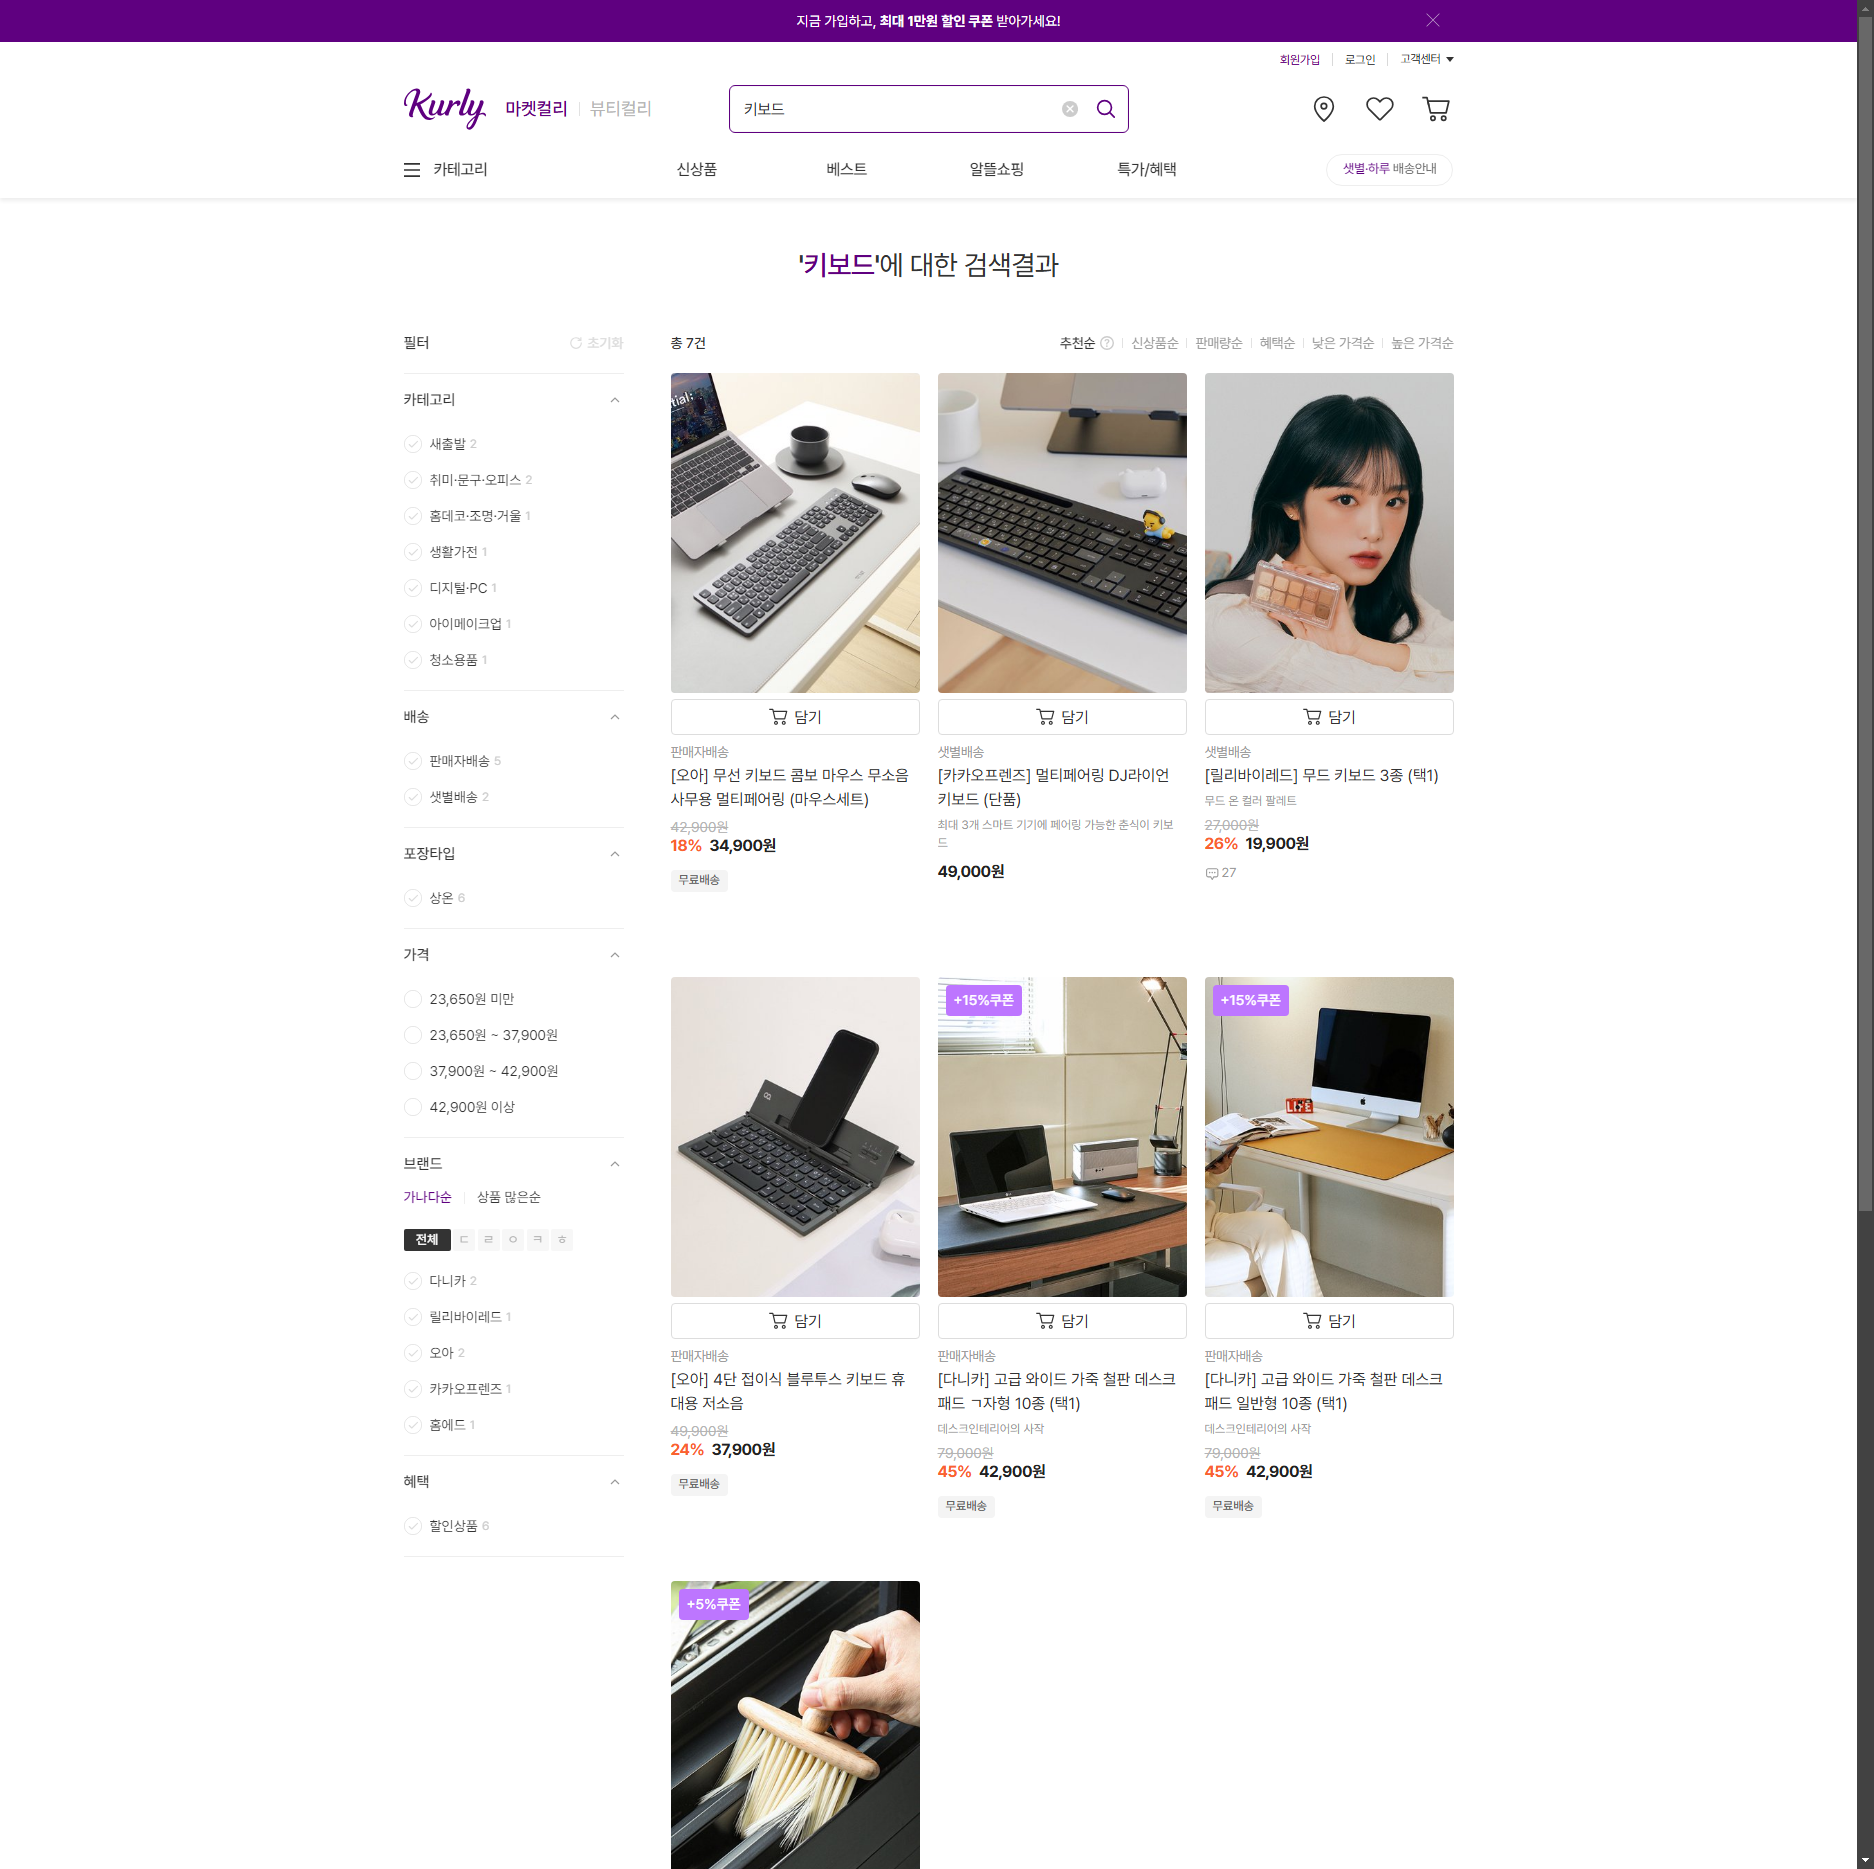 지금 가입하고, 최대 1만원 할인 쿠폰 받아가세요!
회원가입
로그인
고객센터
Kurly
마켓컬리
뷰티컬리
키보드
카테고리
신상품
베스트
알뜰쇼핑
특가/혜택
샛별·하루 배송안내
'키보드'에 대한 검색결과
필터
초기화
카테고리
새출발 2
취미·문구·오피스 2
홈데코·조명·거울 1
생활가전 1
디지털·PC 1
아이메이크업 1
청소용품 1
배송
판매자배송 5
샛별배송 2
포장타입
상온 6
가격
23,650원 미만
23,650원 ~ 37,900원
37,900원 ~ 42,900원
42,900원 이상
브랜드
가나다순
상품 많은순
전체 ㄷ ㄹ ㅇ ㅋ ㅎ
다니카 2
릴리바이레드 1
오아 2
카카오프렌즈 1
홈에드 1
혜택
할인상품 6
총 7건
추천순 ?
신상품순
판매량순
혜택순
낮은 가격순
높은 가격순
tial;
담기
판매자배송
[오아] 무선 키보드 콤보 마우스 무소음
사무용 멀티페어링 (마우스세트)
42,900원
18% 34,900원
무료배송
담기
샛별배송
[카카오프렌즈] 멀티페어링 DJ라이언
키보드 (단품)
최대 3개 스마트 기기에 페어링 가능한 춘식이 키보
드
49,000원
담기
샛별배송
[릴리바이레드] 무드 키보드 3종 (택1)
무드 온 컬러 팔레트
27,000원
26% 19,900원
27
담기
판매자배송
[오아] 4단 접이식 블루투스 키보드 휴
대용 저소음
49,900원
24% 37,900원
무료배송
+15%쿠폰
담기
판매자배송
[다니카] 고급 와이드 가죽 철판 데스크
패드 ㄱ자형 10종 (택1)
데스크인테리어의 사작
79,000원
45% 42,900원
무료배송
+15%쿠폰
LIFE
담기
판매자배송
[다니카] 고급 와이드 가죽 철판 데스크
패드 일반형 10종 (택1)
데스크인테리어의 사작
79,000원
45% 42,900원
무료배송
+5%쿠폰